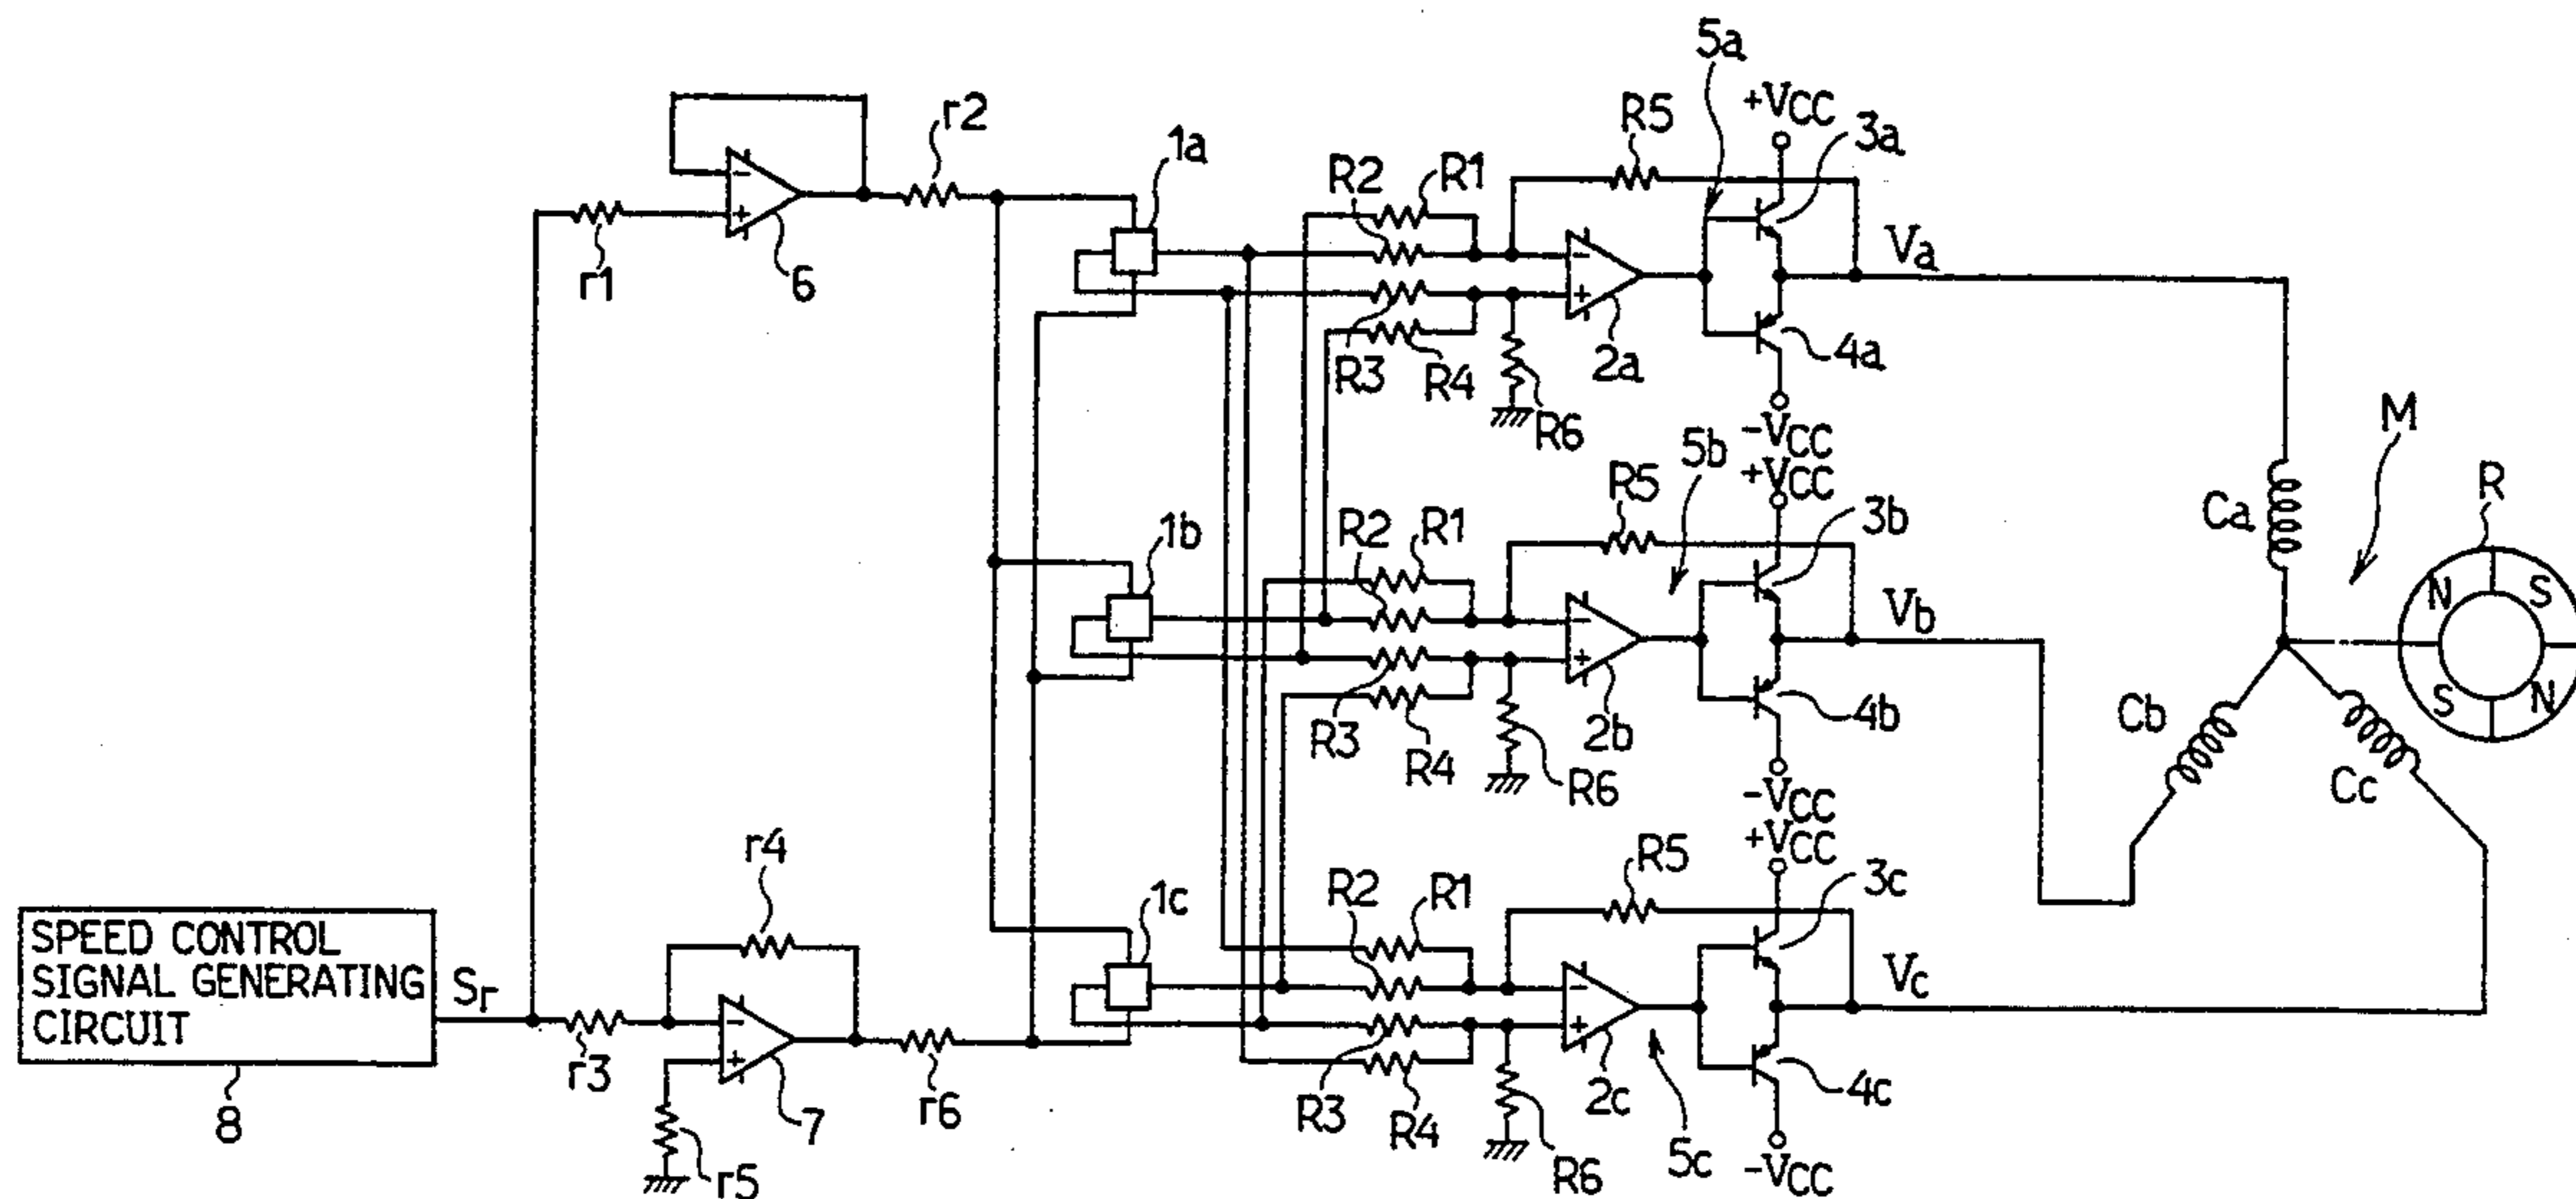 5a
+VCC
r2
R5
3a
1a
R2
R1
Va
r1
6
2a
4a
R3
R4
R6
-VCC
M
5b
+VCC
R5
R
1b
R2
R1
3b
Ca
N
S
Vb
S
N
Cb
4b
R3
R4
2b
R6
Cc
-VCC
+VCC
r4
R5
1c
R2
R1
3c
SPEED CONTROL
SIGNAL GENERATING
CIRCUIT
Sr
Vc
r3
7
r6
2c
4c
8
R3
R4
R6
5c
-VCC
r5